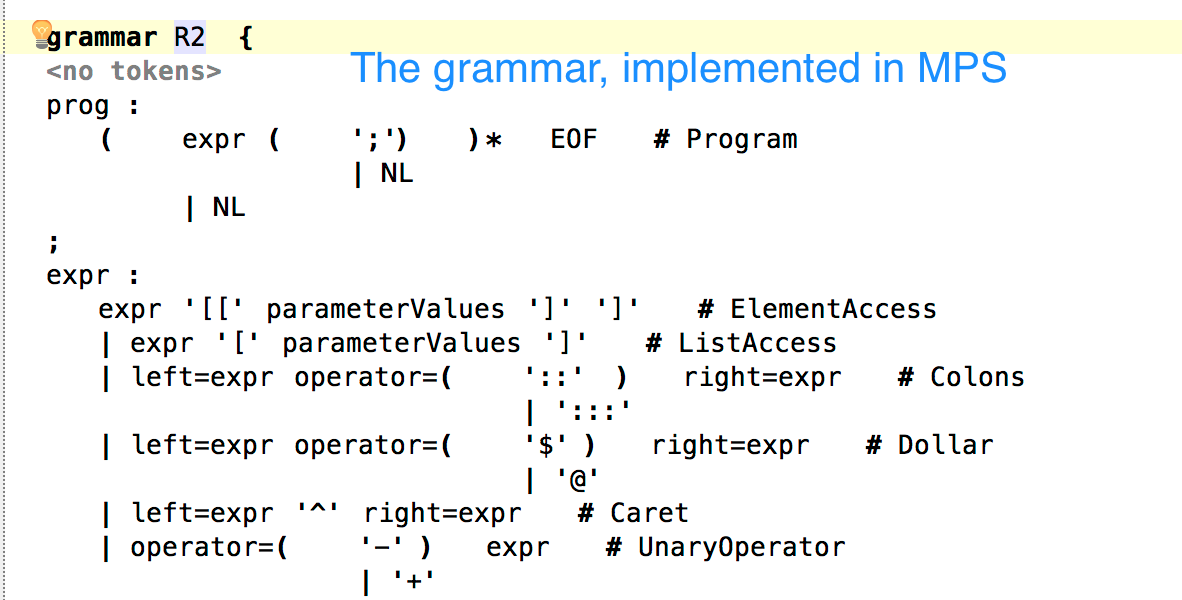 grammar R2 {
The grammar, implemented in MPS
<no tokens>
prog :
( expr ( ';') )* EOF # Program
| NL
| NL
;
expr :
expr '[[' parameterValues ']' ']' # ElementAccess
| expr '[' parameterValues ']' # ListAccess
| left=expr operator=( '::' ) right=expr # Colons
| ':::'
| left=expr operator=( '$' ) right=expr # Dollar
| '@'
| left=expr '^' right=expr # Caret
| operator=( '-' ) expr # UnaryOperator
| '+'